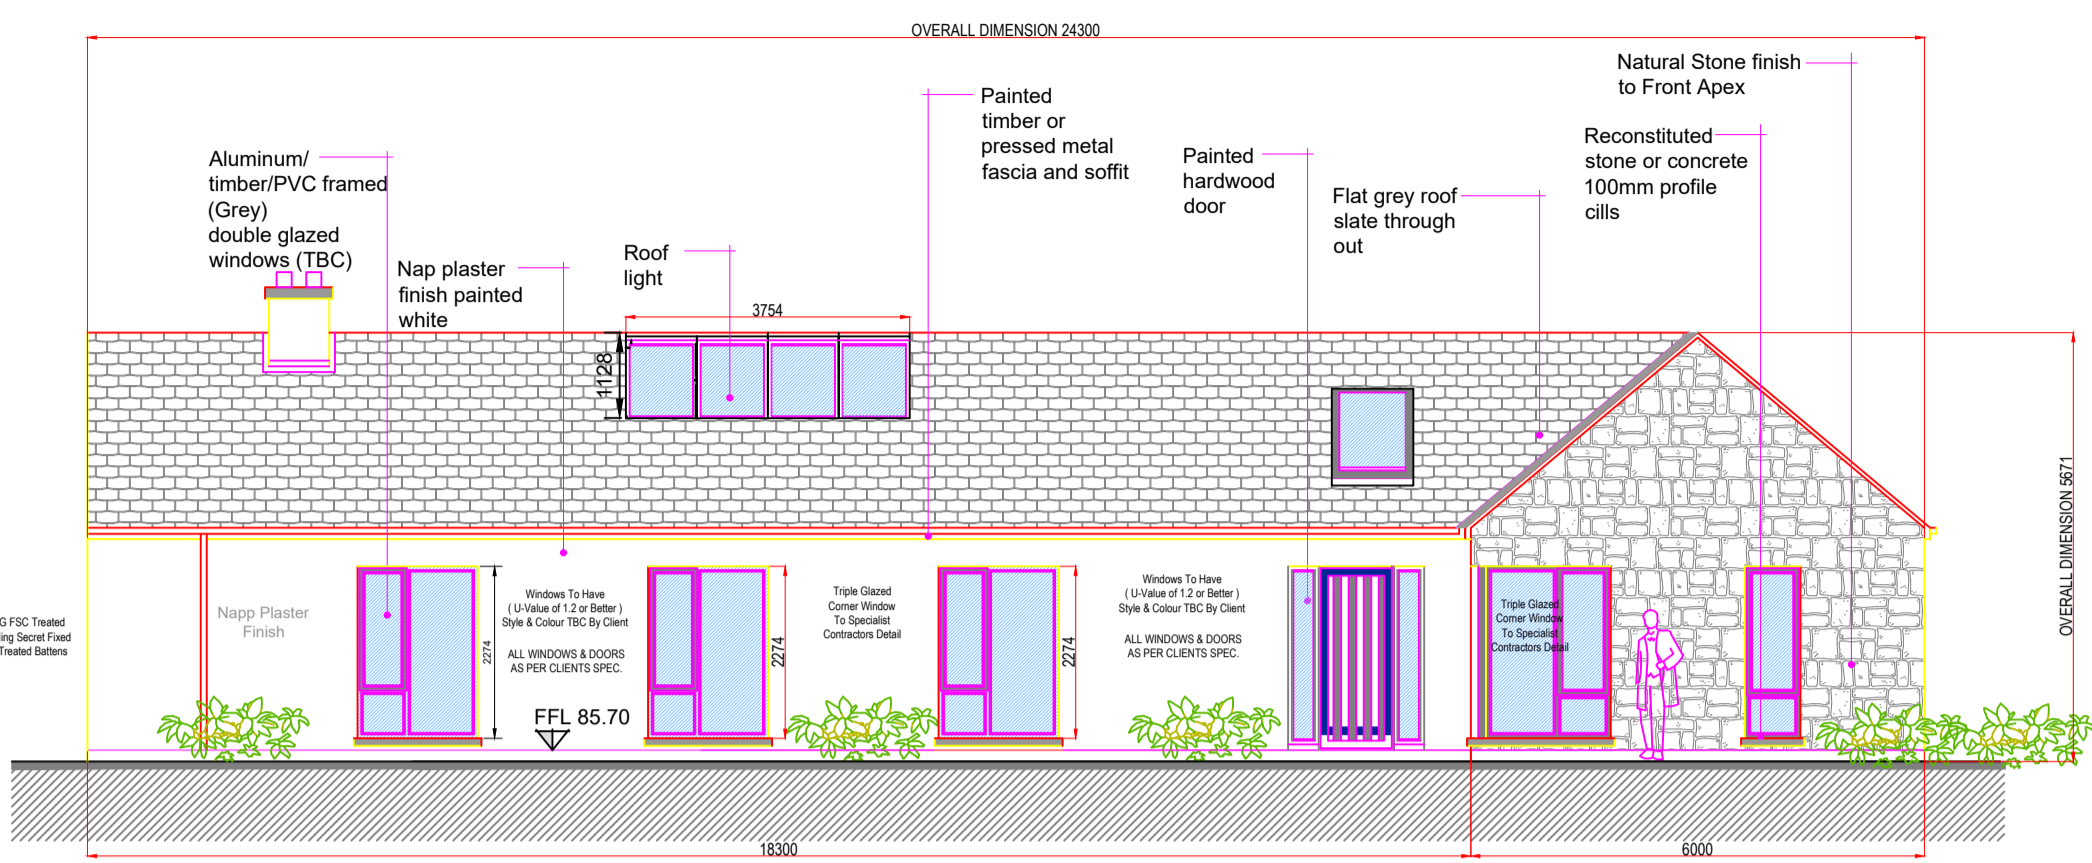 OVERALL DIMENSION 24300
Natural Stone finish
to Front Apex
Painted
timber or
pressed metal
fascia and soffit
Reconstituted
stone or concrete
100mm profile
cills
Aluminum/
timber/PVC framed
(Grey)
double glazed
windows (TBC)
Painted
hardwood
door
Flat grey roof
slate through
out
Nap plaster
finish painted
white
Roof
light
3754
1128
OVERALL DIMENSION 5671
G FSC Treated
ing Secret Fixed
Treated Battens
Napp Plaster
Finish
2274
Windows To Have
( U-Value of 1.2 or Better )
Style & Colour TBC By Client
ALL WINDOWS & DOORS
AS PER CLIENTS SPEC.
FFL 85.70
2274
Triple Glazed
Corner Window
To Specialist
Contractors Detail
2274
Windows To Have
( U-Value of 1.2 or Better )
Style & Colour TBC By Client
ALL WINDOWS & DOORS
AS PER CLIENTS SPEC.
Triple Glazed
Corner Window
To Specialist
Contractors Detail
18300
6000